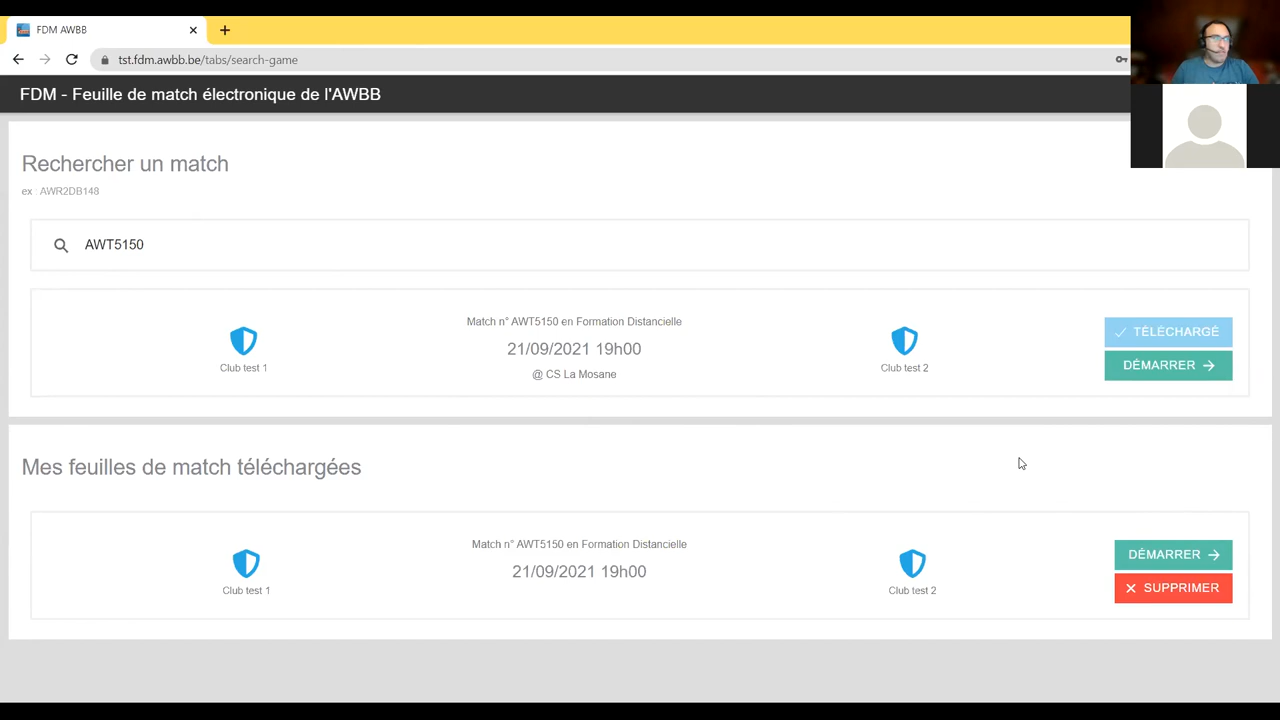 FDM AWBB
tst.fdm.awbb.be/tabs/search-game
FDM - Feuille de match électronique de l'AWBB
Rechercher un match
ex : AWR2DB148
AWT5150
Match n° AWT5150 en Formation Distancielle
21/09/2021 19h00
@ CS La Mosane
Club test 1
Club test 2
TÉLÉCHARGÉ
DÉMARRER
Mes feuilles de match téléchargées
Match n° AWT5150 en Formation Distancielle
21/09/2021 19h00
Club test 1
Club test 2
DÉMARRER
SUPPRIMER